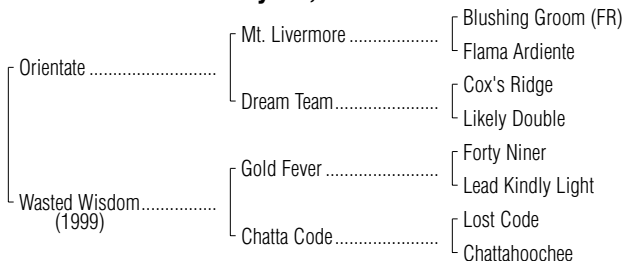 Blushing Groom (FR)
Mt. Livermore
Flama Ardiente
Orientate
Cox's Ridge
Dream Team
Likely Double
Forty Niner
Gold Fever
Lead Kindly Light
Wasted Wisdom
(1999)
Lost Code
Chatta Code
Chattahoochee